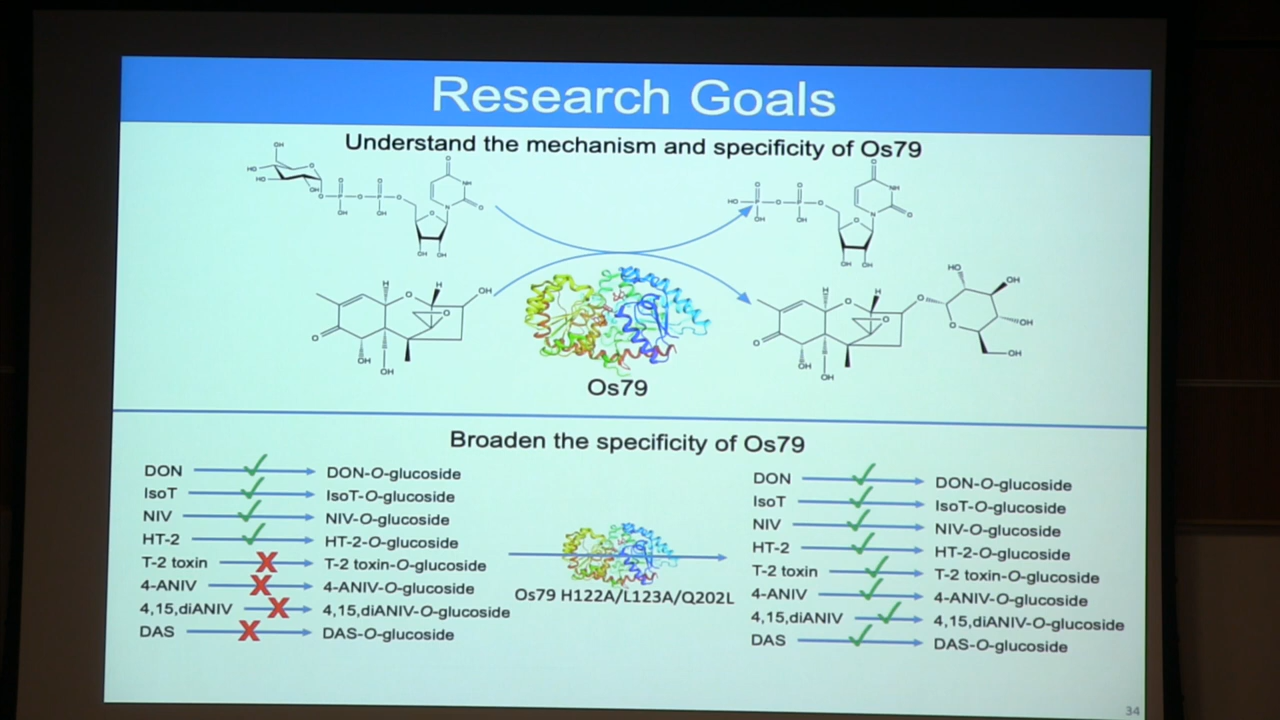 Research Goals
Understand the mechanism and specificity of Os79
Os79
Broaden the specificity of Os79
DON DON-O-glucoside
IsoT IsoT-O-glucoside
NIV NIV-O-glucoside
HT-2 HT-2-O-glucoside
T-2 toxin T-2 toxin-O-glucoside
4-ANIV 4-ANIV-O-glucoside
4,15,diANIV 4,15,diANIV-O-glucoside
DAS DAS-O-glucoside
Os79 H122A/L123A/Q202L
DON DON-O-glucoside
IsoT IsoT-O-glucoside
NIV NIV-O-glucoside
HT-2 HT-2-O-glucoside
T-2 toxin T-2 toxin-O-glucoside
4-ANIV 4-ANIV-O-glucoside
4,15,diANIV 4,15,diANIV-O-glucoside
DAS DAS-O-glucoside
34